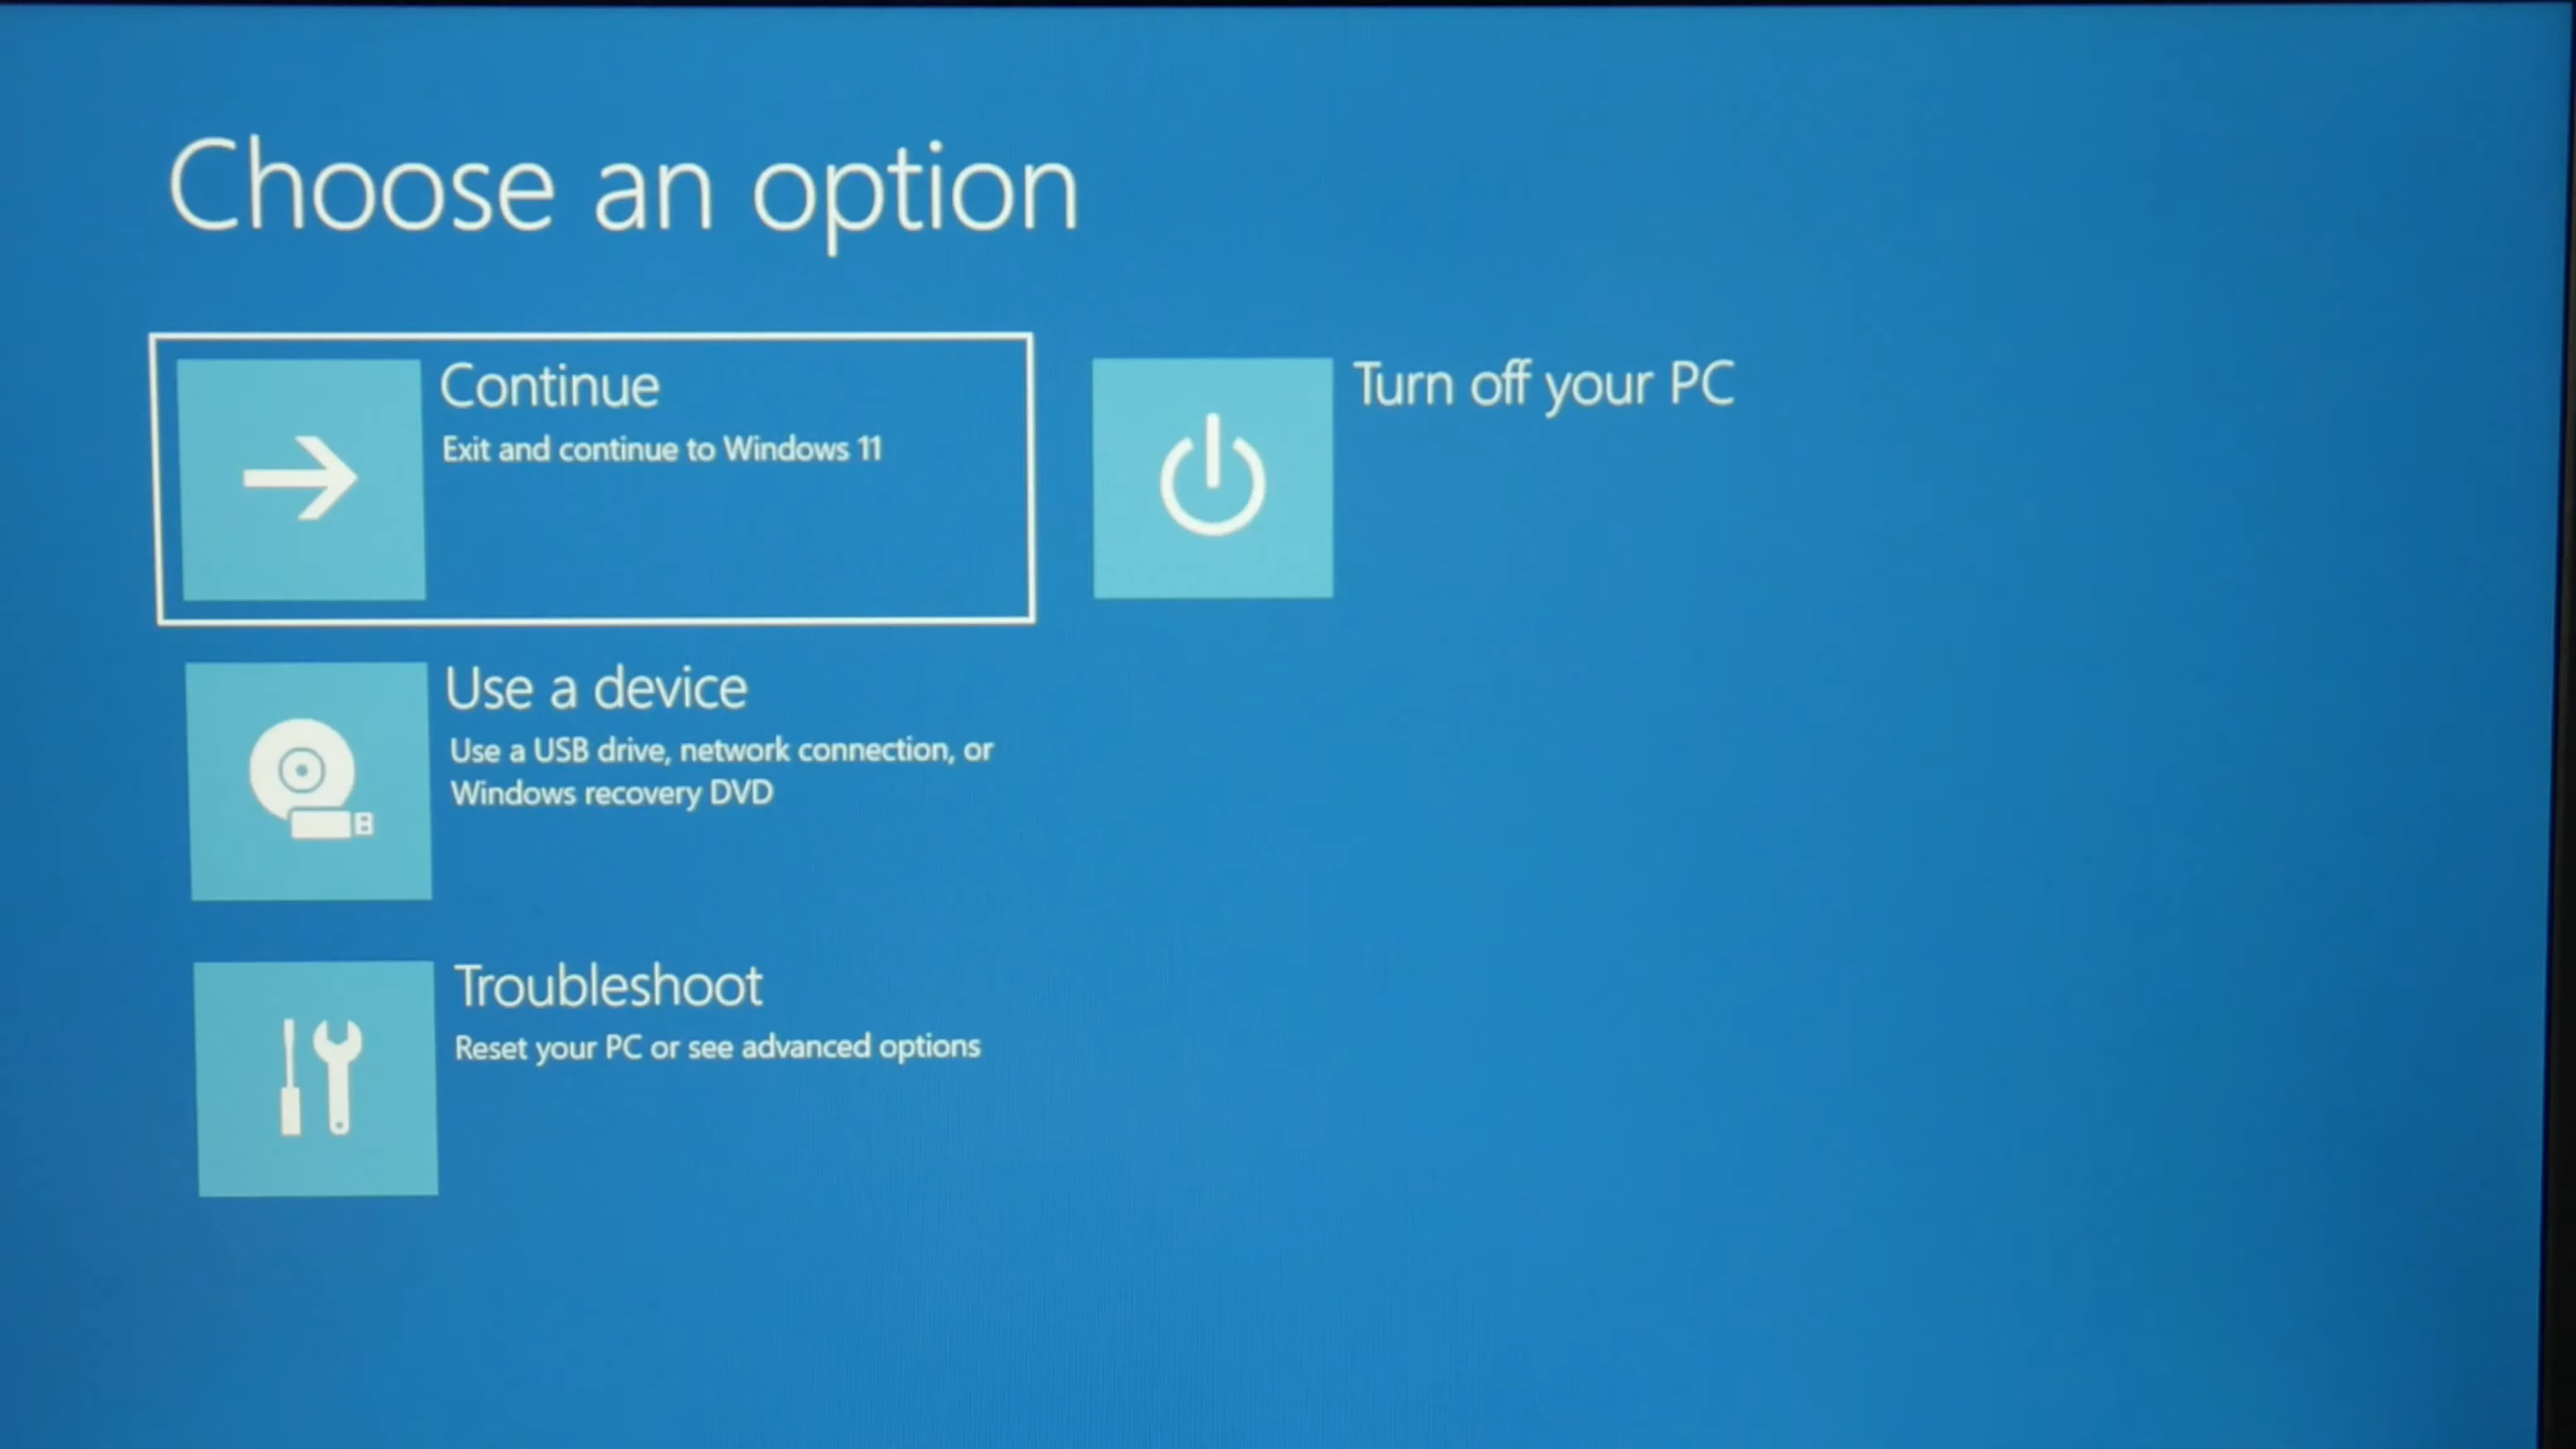 Choose an option
Continue
Exit and continue to Windows 11
Turn off your PC
Use a device
Use a USB drive, network connection, or
Windows recovery DVD
Troubleshoot
Reset your PC or see advanced options